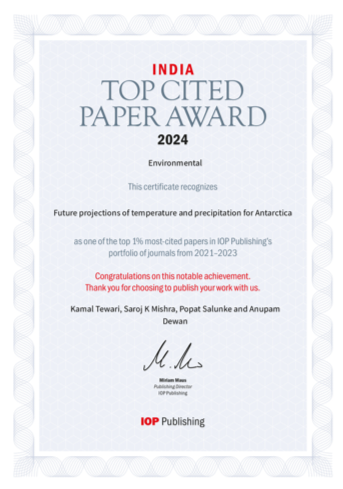 INDIA
TOP CITED
PAPER AWARD
2024
Environmental
This certificate recognizes
Future projections of temperature and precipitation for Antarctica
as one of the top 1% most-cited papers in IOP Publishing's
portfolio of journals from 2021–2023
Congratulations on this notable achievement.
Thank you for choosing to publish your work with us.
Kamal Tewari, Saroj K Mishra, Popat Salunke and Anupam
Dewan
Miriam Maus
Publishing Director
IOP Publishing
IOP Publishing